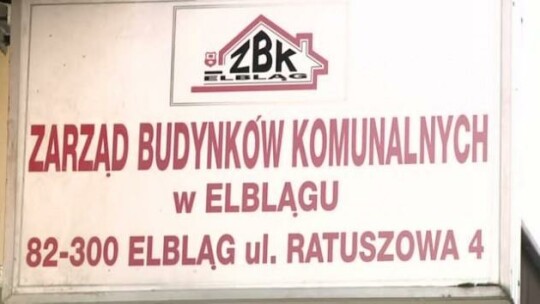 ZBK
ELBLĄG
ZARZĄD BUDYNKÓW KOMUNALNYCH
w ELBLĄGU
82-300 ELBLĄG ul. RATUSZOWA 4